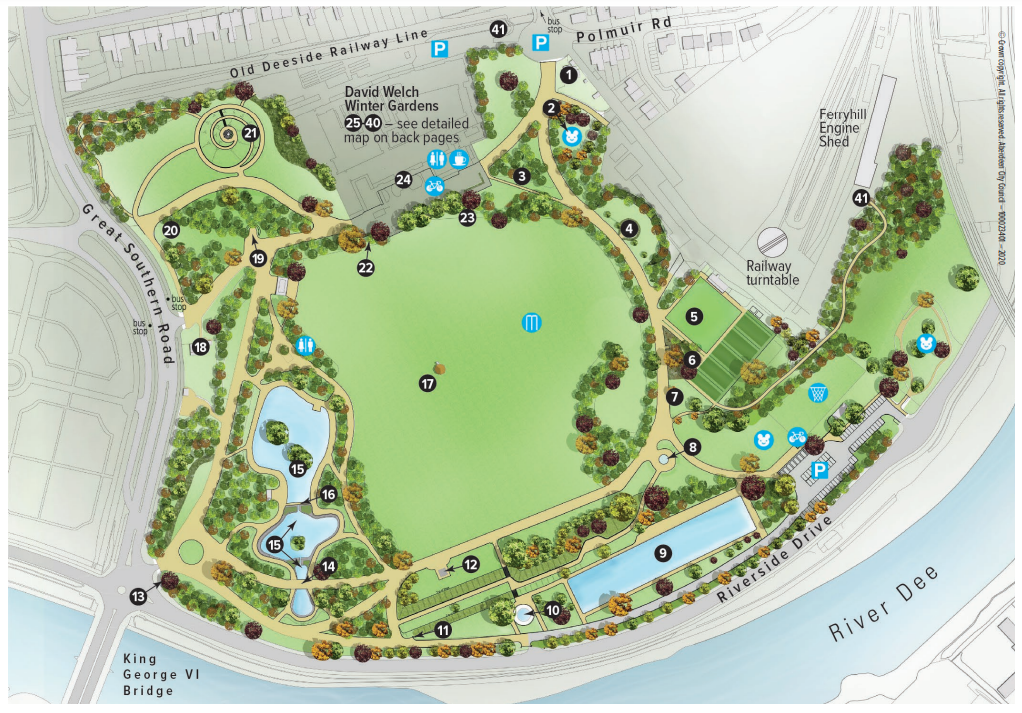 41
bus
stop
P
P
Polmuir Rd
Old Deeside Railway Line
1
David Welch
Winter Gardens
25-40 – see detailed
map on back pages
2
21
Ferryhill
Engine
Shed
24
3
41
23
20
4
19
22
Railway
turntable
Great Southern Road
bus
stop
bus
stop
18
5
6
17
7
8
15
16
P
9
15
14
12
13
10
11
Riverside Drive
River Dee
King
George VI
Bridge
© Crown copyright. All rights reserved. Aberdeen City Council – 100023401 – 2020